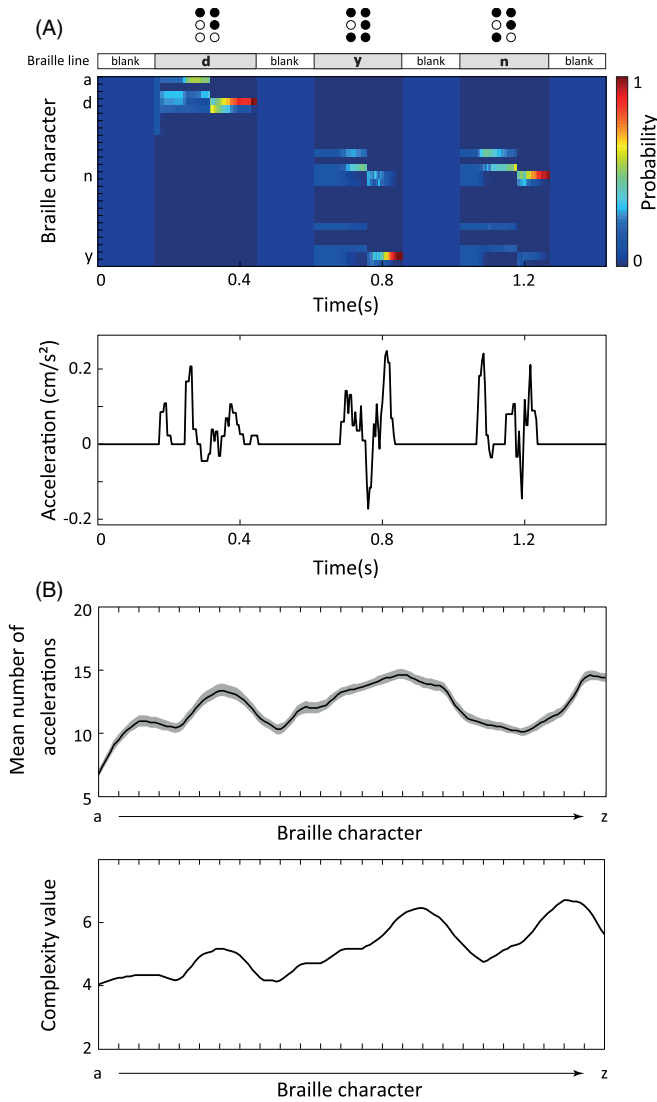 (A)
Braille line blank d blank y blank n blank
a
d
n
y
Braille character
1
0
Probability
0 0.4 0.8 1.2
Time(s)
0.2
0
-0.2
Acceleration (cm/s²)
0 0.4 0.8 1.2
Time(s)
(B)
20
15
10
5
Mean number of
accelerations
a z
Braille character
8
6
4
2
Complexity value
a z
Braille character